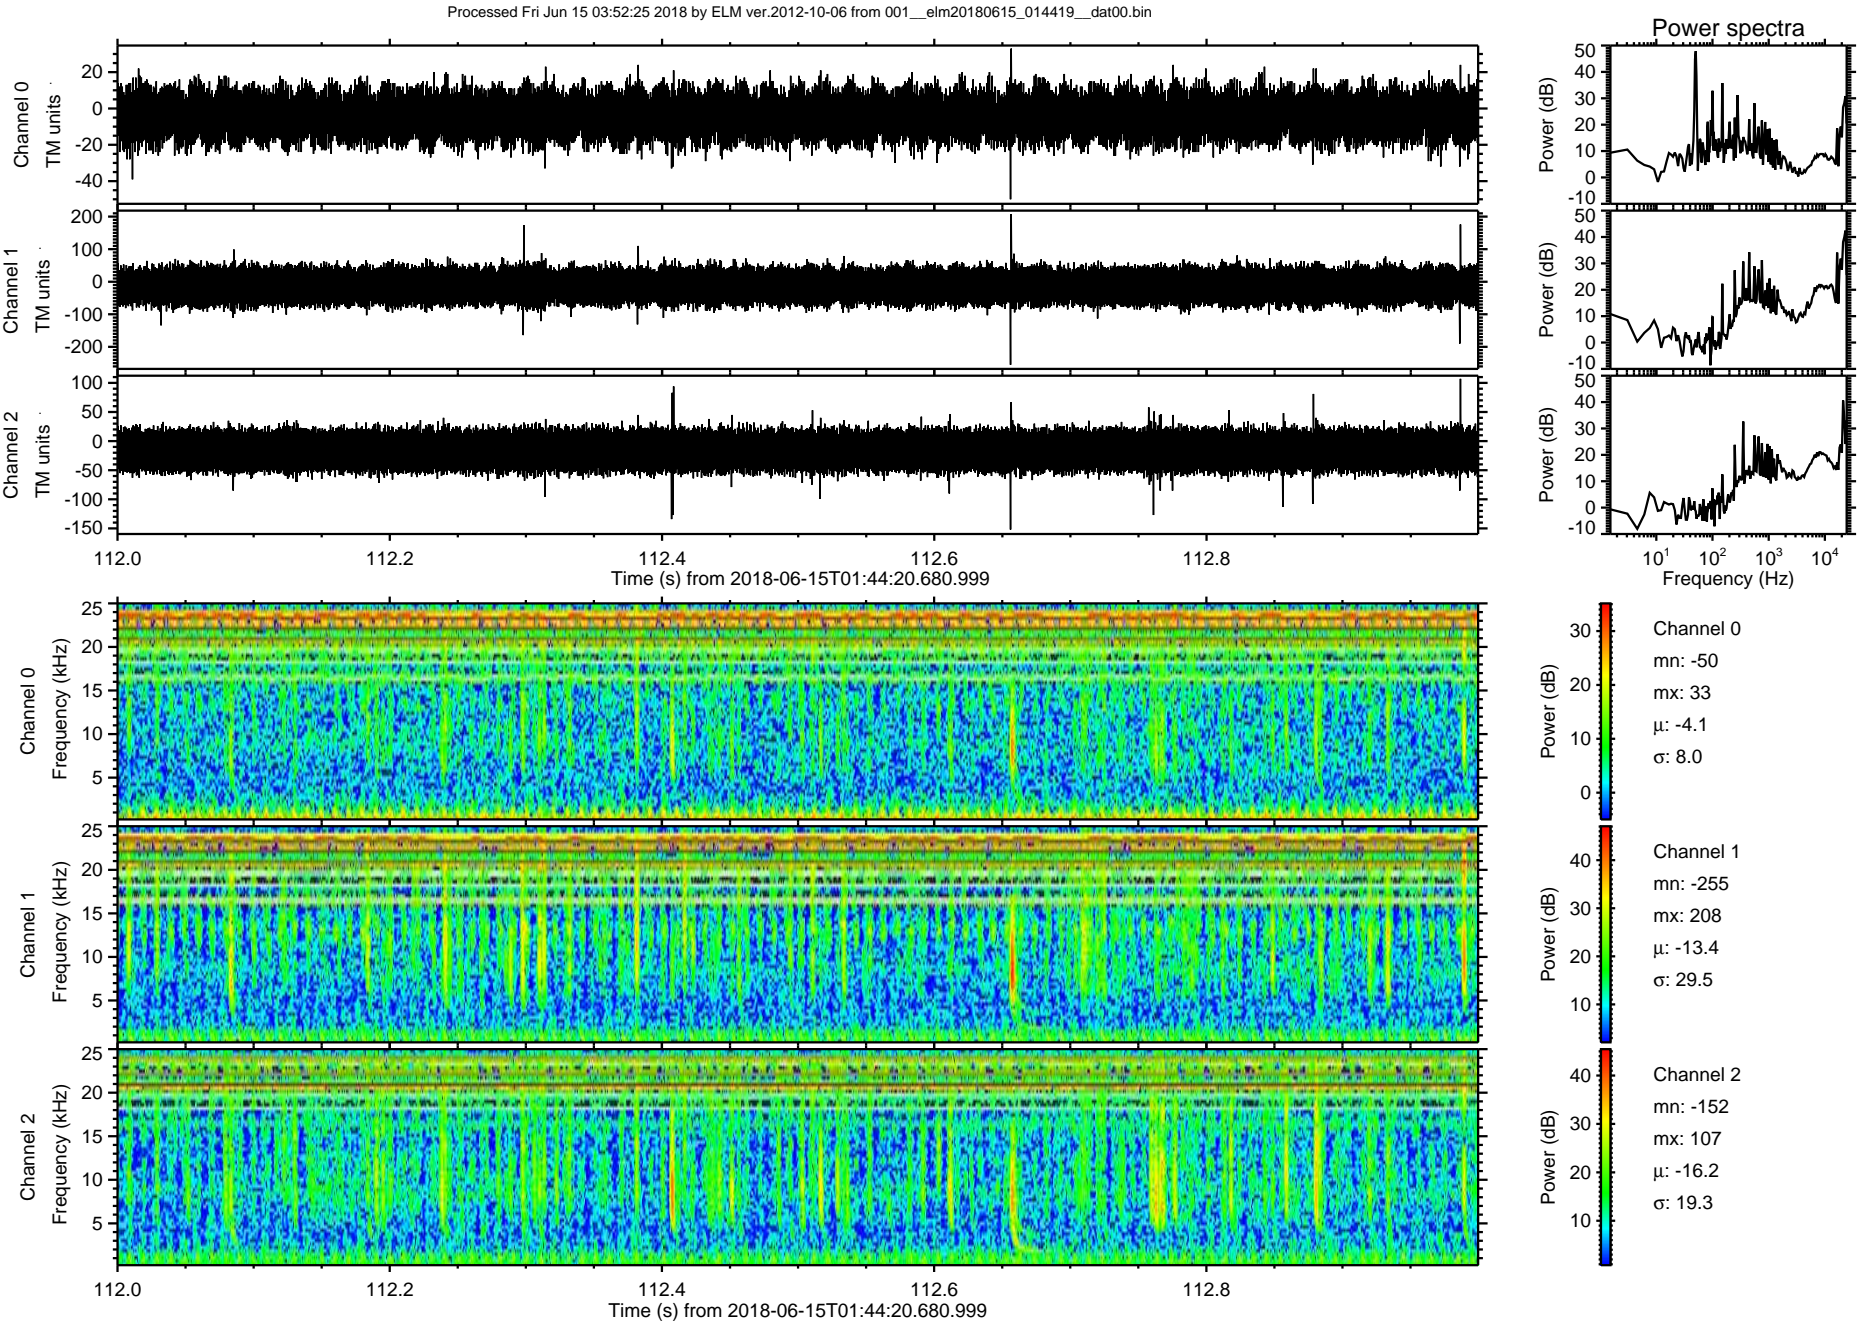 Processed Fri Jun 15 03:52:25 2018 by ELM ver.2012-10-06 from 001__elm20180615_014419__dat00.bin
Power spectra
Channel 0
TM units
20
0
-20
-40
Power (dB)
50
40
30
20
10
0
-10
Channel 1
TM units
200
100
0
-100
-200
Power (dB)
50
40
30
20
10
0
-10
Channel 2
TM units
100
50
0
-50
-100
-150
Power (dB)
50
40
30
20
10
0
-10
112.0 112.2 112.4 112.6 112.8
Time (s) from 2018-06-15T01:44:20.680.999
10¹ 10² 10³ 10⁴
Frequency (Hz)
Channel 0
Frequency (kHz)
25
20
15
10
5
Power (dB)
30
20
10
0
Channel 0
mn: -50
mx: 33
μ: -4.1
σ: 8.0
Channel 1
Frequency (kHz)
25
20
15
10
5
Power (dB)
40
30
20
10
Channel 1
mn: -255
mx: 208
μ: -13.4
σ: 29.5
Channel 2
Frequency (kHz)
25
20
15
10
5
Power (dB)
40
30
20
10
Channel 2
mn: -152
mx: 107
μ: -16.2
σ: 19.3
112.0 112.2 112.4 112.6 112.8
Time (s) from 2018-06-15T01:44:20.680.999